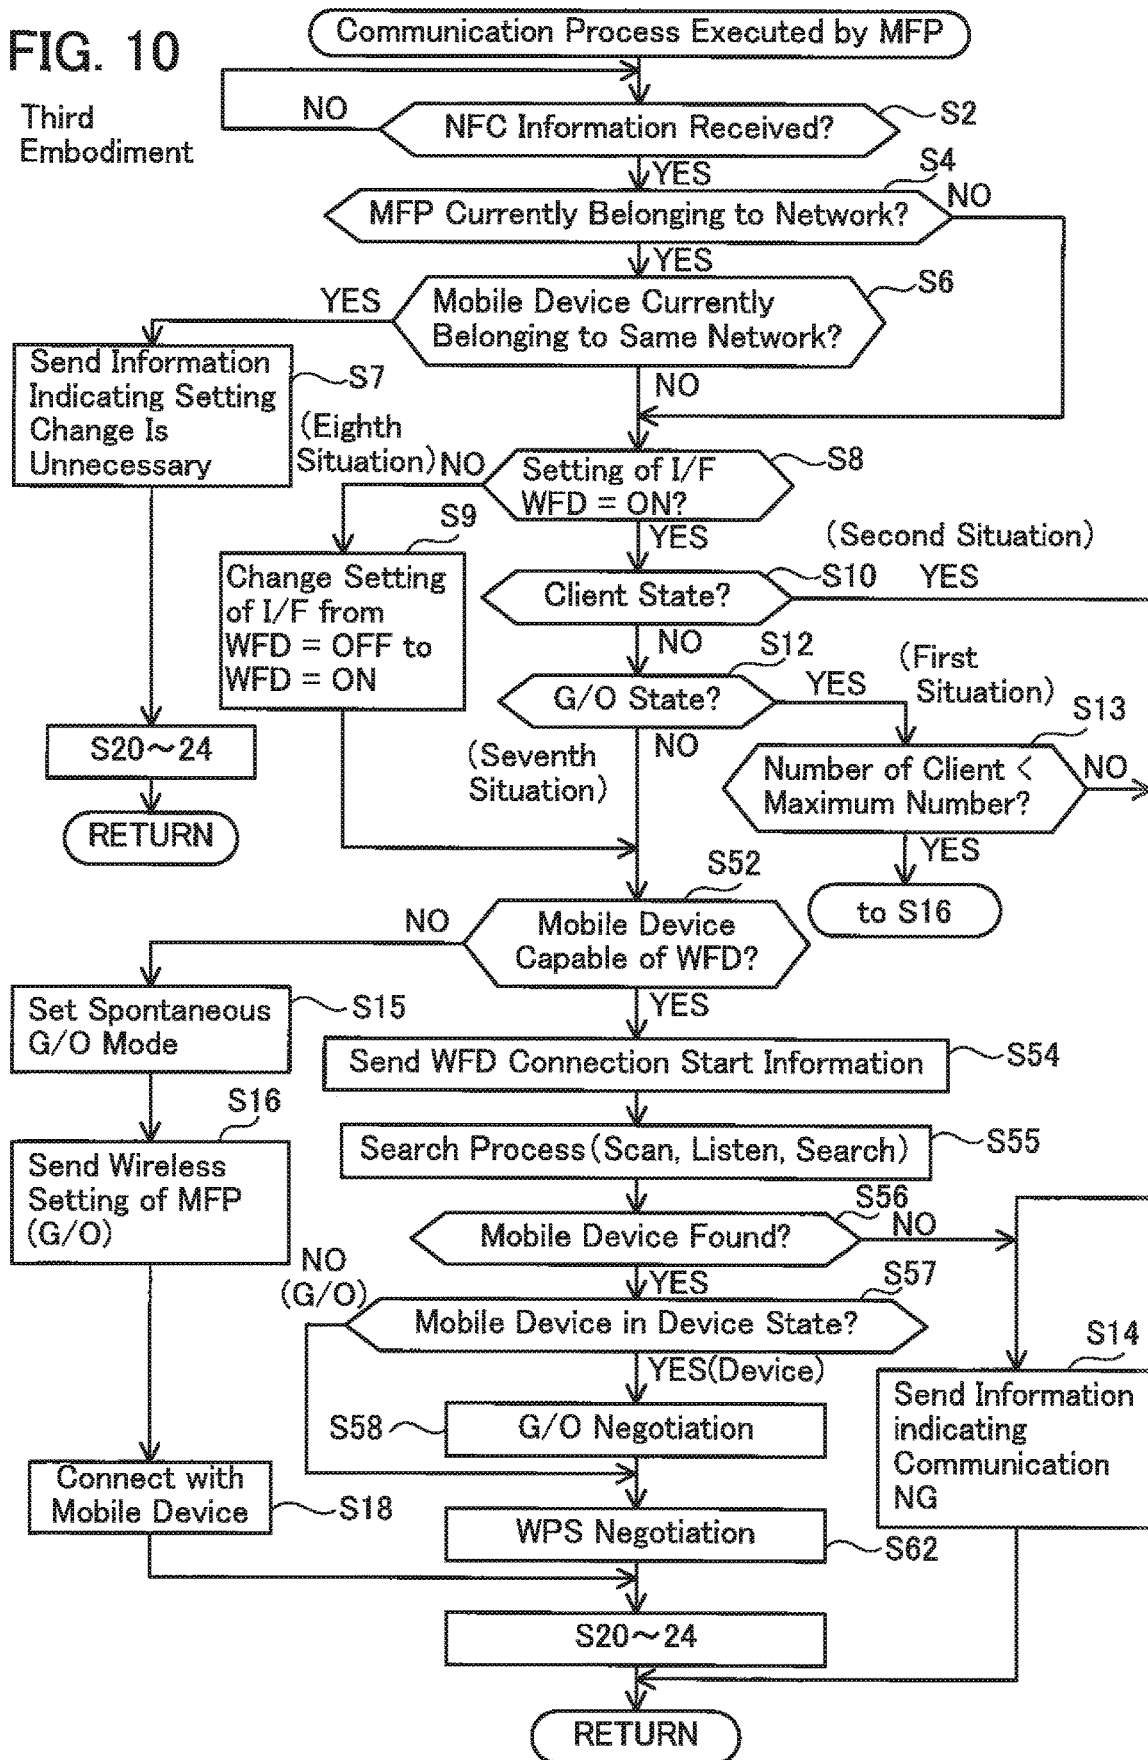 FIG. 10
Third
Embodiment
Communication Process Executed by MFP
NO
NFC Information Received?
S2
YES
S4
MFP Currently Belonging to Network?
NO
YES
S6
YES
Mobile Device Currently
Belonging to Same Network?
Send Information
Indicating Setting
Change Is
Unnecessary
S7
NO
(Eighth
Situation)
NO
Setting of I/F
WFD = ON?
S8
S9
YES
(Second Situation)
Change Setting
of I/F from
WFD = OFF to
WFD = ON
Client State?
S10
YES
NO
S12
G/O State?
YES
(First
Situation)
S13
S20～24
NO
(Seventh
Situation)
Number of Client <
Maximum Number?
NO
RETURN
YES
S52
to S16
NO
Mobile Device
Capable of WFD?
Set Spontaneous
G/O Mode
S15
YES
Send WFD Connection Start Information
S54
S16
Search Process(Scan, Listen, Search)
S55
Send Wireless
Setting of MFP
(G/O)
S56
Mobile Device Found?
NO
NO
(G/O)
YES
S57
Mobile Device in Device State?
YES(Device)
S14
S58
G/O Negotiation
Send Information
indicating
Communication
NG
Connect with
Mobile Device
S18
WPS Negotiation
S62
S20～24
RETURN